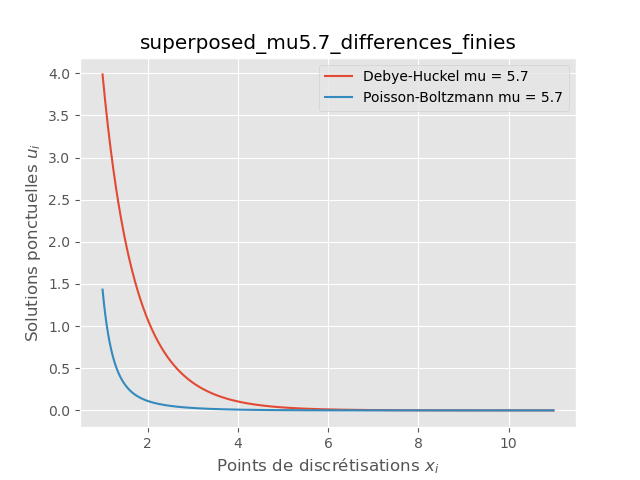 superposed_mu5.7_differences_finies
Debye-Huckel mu = 5.7
Poisson-Boltzmann mu = 5.7
4.0
3.5
3.0
2.5
2.0
1.5
1.0
0.5
0.0
Solutions ponctuelles u_i
2
4
6
8
10
Points de discrétisations x_i